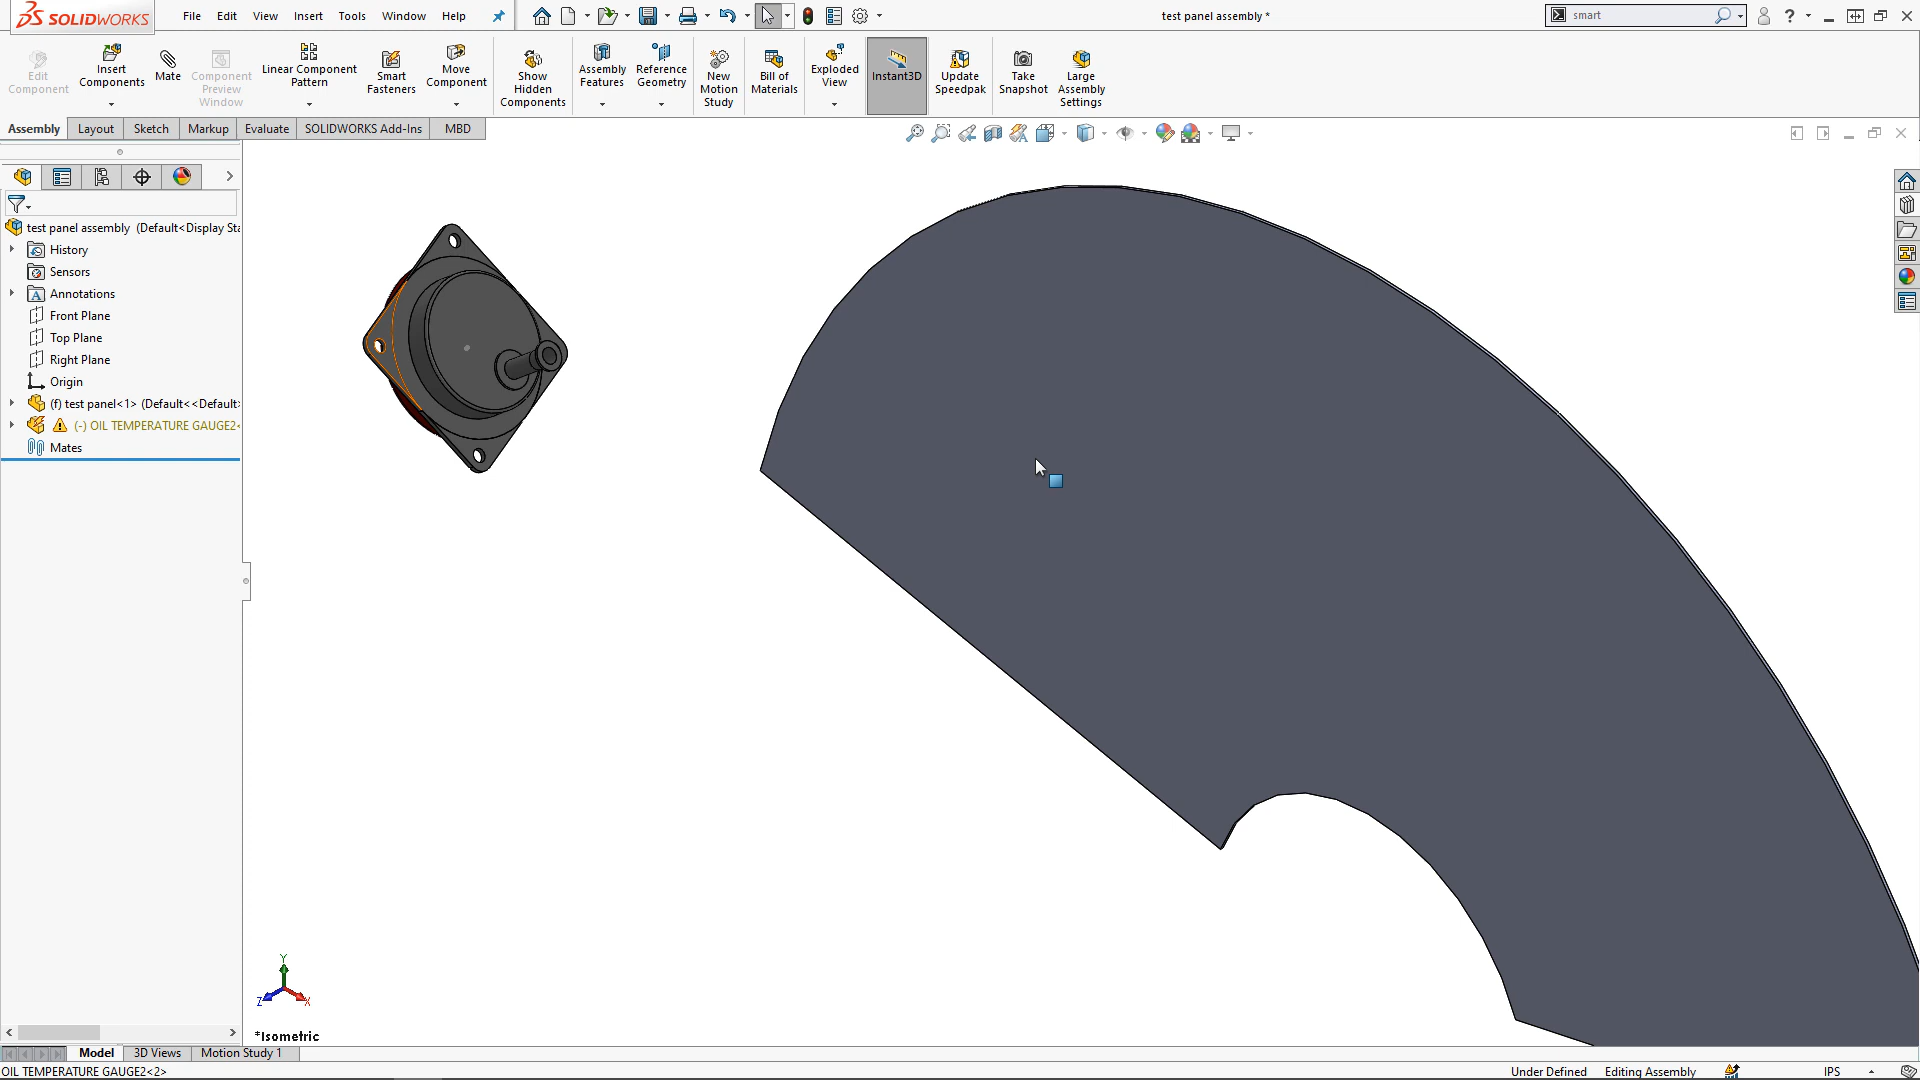 SOLIDWORKS
File Edit View Insert Tools Window Help
test panel assembly *
smart
?
Edit Component
Insert Components
Mate
Component Preview Window
Linear Component Pattern
Smart Fasteners
Move Component
Show Hidden Components
Assembly Features
Reference Geometry
New Motion Study
Bill of Materials
Exploded View
Instant3D
Update Speedpak
Take Snapshot
Large Assembly Settings
Assembly Layout Sketch Markup Evaluate SOLIDWORKS Add-Ins MBD
test panel assembly (Default<Display Sta
History
Sensors
A Annotations
Front Plane
Top Plane
Right Plane
Origin
(f) test panel<1> (Default<<Default>
(-) OIL TEMPERATURE GAUGE2<
Mates
Y
Z
X
*Isometric
Model 3D Views Motion Study 1
OIL TEMPERATURE GAUGE2<2>
Under Defined Editing Assembly IPS